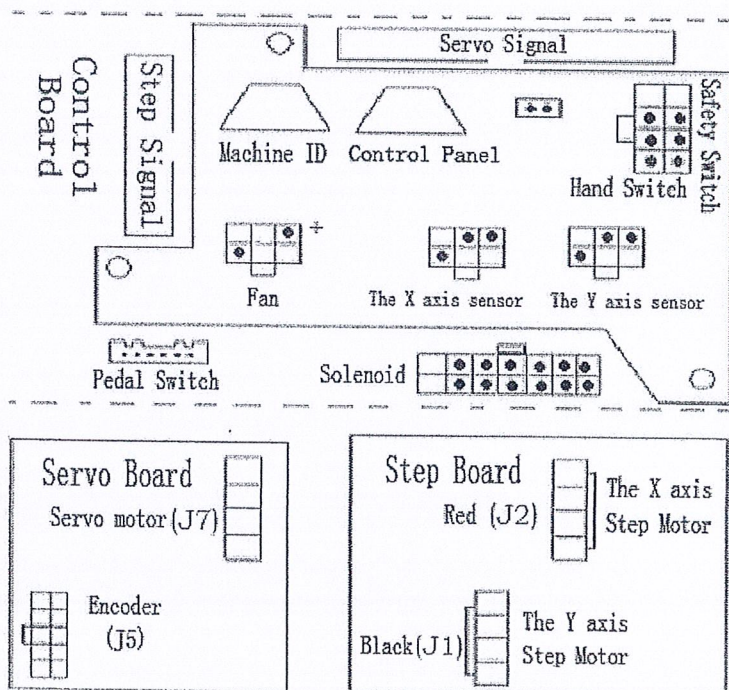 Servo Signal
Control
Board
Step Signal
Safety Switch
Machine ID
Control Panel
Hand Switch
+
Fan
The X axis sensor
The Y axis sensor
Pedal Switch
Solenoid
Servo Board
Servo motor(J7)
Encoder
(J5)
Step Board
Red (J2)
The X axis
Step Motor
Black(J1)
The Y axis
Step Motor